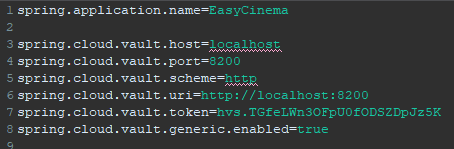 1 spring.application.name=EasyCinema
2
3 spring.cloud.vault.host=localhost
4 spring.cloud.vault.port=8200
5 spring.cloud.vault.scheme=http
6 spring.cloud.vault.uri=http://localhost:8200
7 spring.cloud.vault.token=hvs.TGfeLWn3OFpU0fODSZDpJz5K
8 spring.cloud.vault.generic.enabled=true
9